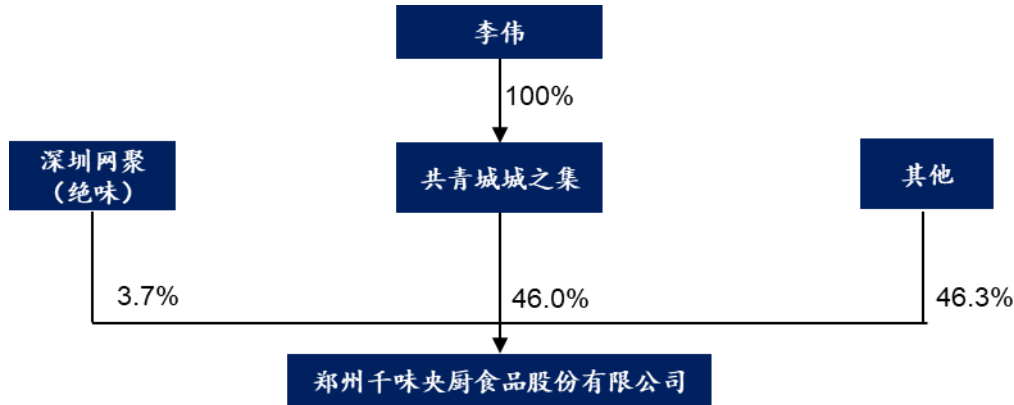 李伟
100%
深圳网聚
（绝味）
共青城城之集
其他
3.7%
46.0%
46.3%
郑州千味央厨食品股份有限公司